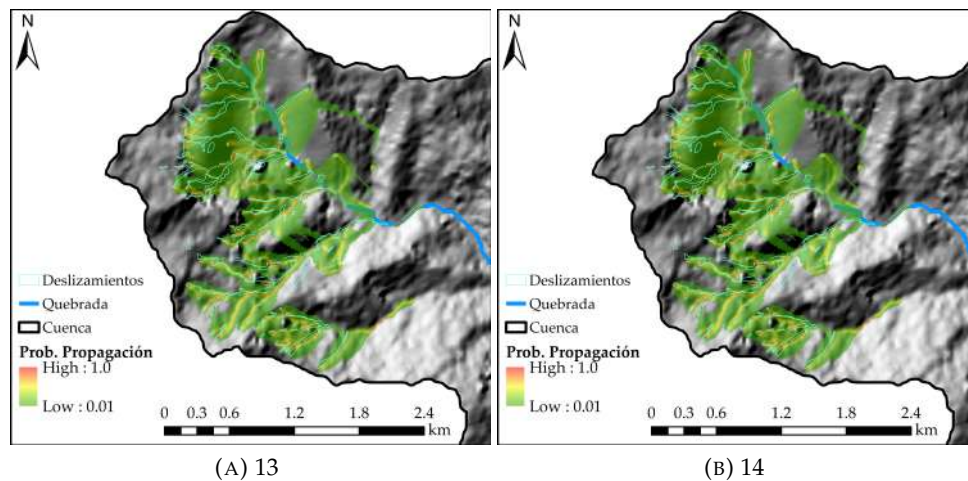 N
Deslizamientos
Quebrada
Cuenca
Prob. Propagación
High : 1.0
Low : 0.01
0 0.3 0.6 1.2 1.8 2.4
km
(A) 13
N
Deslizamientos
Quebrada
Cuenca
Prob. Propagación
High : 1.0
Low : 0.01
0 0.3 0.6 1.2 1.8 2.4
km
(B) 14